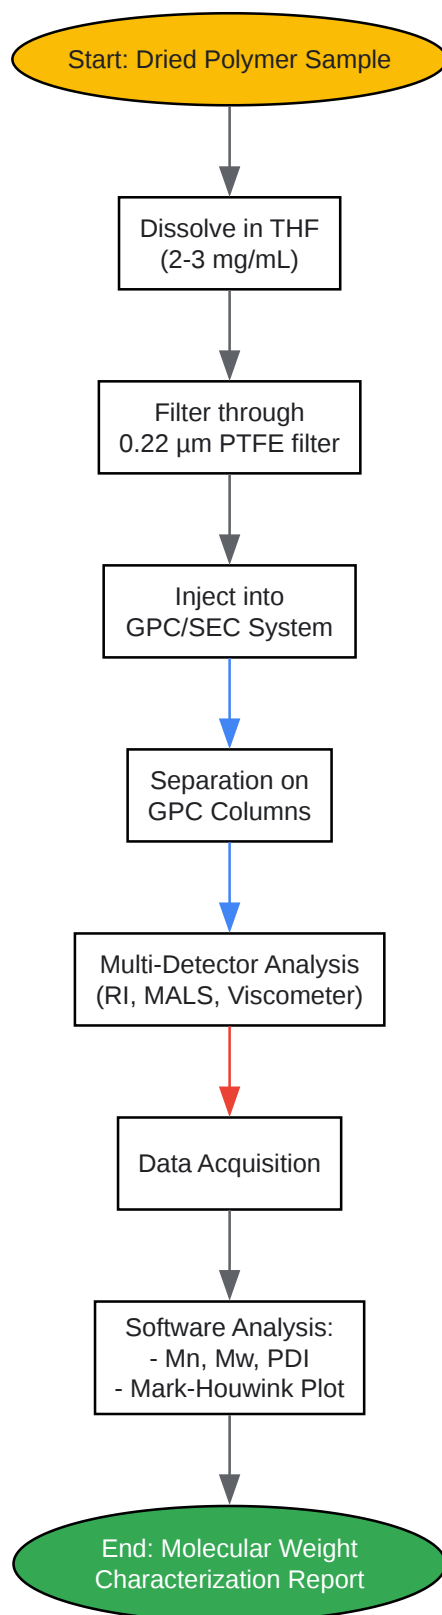 Start: Dried Polymer Sample
Dissolve in THF
(2-3 mg/mL)
Filter through
0.22 µm PTFE filter
Inject into
GPC/SEC System
Separation on
GPC Columns
Multi-Detector Analysis
(RI, MALS, Viscometer)
Data Acquisition
Software Analysis:
- Mn, Mw, PDI
- Mark-Houwink Plot
End: Molecular Weight
Characterization Report